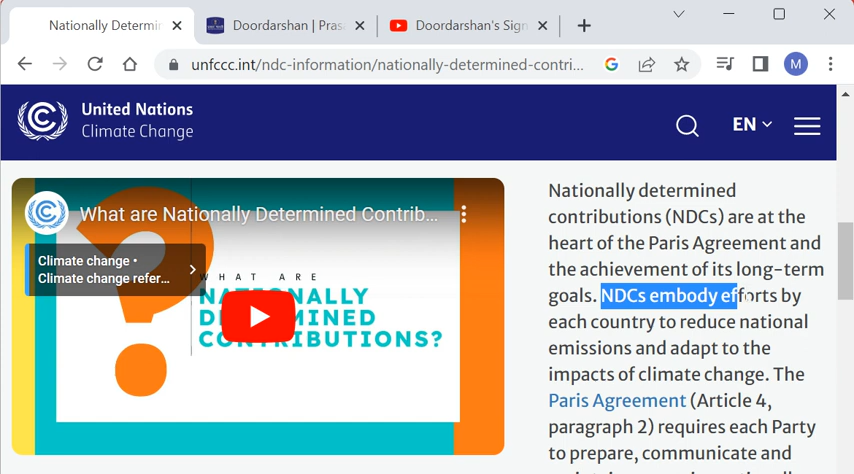 Nationally Determin
Doordarshan | Pras
Doordarshan's Sign
unfccc.int/ndc-information/nationally-determined-contri...
M
United Nations
Climate Change
EN
What are Nationally Determined Contrib...
Climate change •
Climate change refer...
WHAT ARE
NATIONALLY
DETERMINED
CONTRIBUTIONS?
Nationally determined
contributions (NDCs) are at the
heart of the Paris Agreement and
the achievement of its long-term
goals. NDCs embody efforts by
each country to reduce national
emissions and adapt to the
impacts of climate change. The
Paris Agreement (Article 4,
paragraph 2) requires each Party
to prepare, communicate and